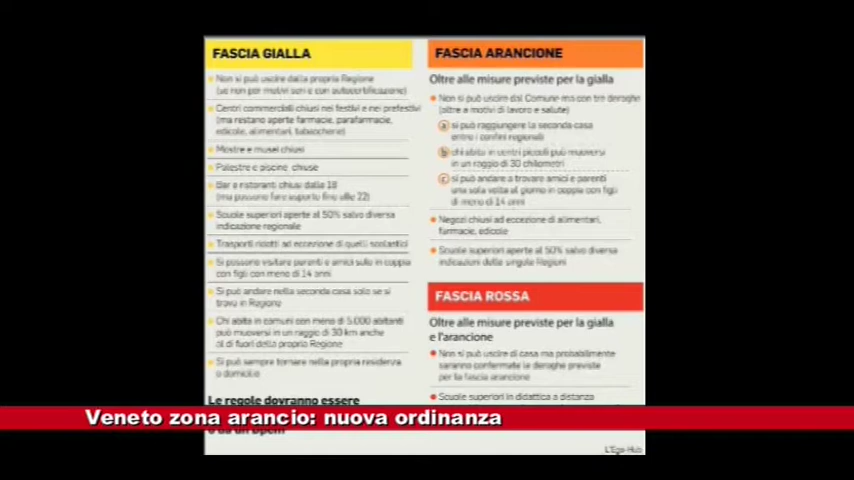 FASCIA GIALLA
Non si può uscire dalla propria Regione
(se non per motivi seri e con autocertificazione)
Centri commerciali chiusi nei festivi e nei prefestivi
(ma restano aperte farmacie, parafarmacie,
edicole, alimentari, tabaccherie)
Mostre e musei chiusi
Palestre e piscine chiuse
Bar e ristoranti chiusi dalle 18
(ma possono fare asporto fino alle 22)
Scuole superiori aperte al 50% salvo diversa
indicazione regionale
Trasporti ridotti ad eccezione di quelli scolastici
Si possono visitare parenti e amici solo in coppia
con figli con meno di 14 anni
Si può andare nella seconda casa solo se si
trova in Regione
Chi abita in comuni con meno di 5.000 abitanti
può muoversi in un raggio di 30 km anche
al di fuori della propria Regione
Si può sempre tornare nella propria residenza
o domicilio
Le regole dovranno essere
FASCIA ARANCIONE
Oltre alle misure previste per la gialla
Non si può uscire dal Comune ma con tre deroghe
(oltre a motivi di lavoro e salute)
a si può raggiungere la seconda casa
entro i confini regionali
b chi abita in centri piccoli può muoversi
in un raggio di 30 chilometri
c si può andare a trovare amici e parenti
una sola volta al giorno in coppia con figli
di meno di 14 anni
Negozi chiusi ad eccezione di alimentari,
farmacie, edicole
Scuole superiori aperte al 50% salvo diversa
indicazioni delle singole Regioni
FASCIA ROSSA
Oltre alle misure previste per la gialla
e l'arancione
Non si può uscire di casa ma probabilmente
saranno confermate le deroghe previste
per la fascia arancione
Scuole superiori in didattica a distanza
Veneto zona arancio: nuova ordinanza
L'Ego-Hub